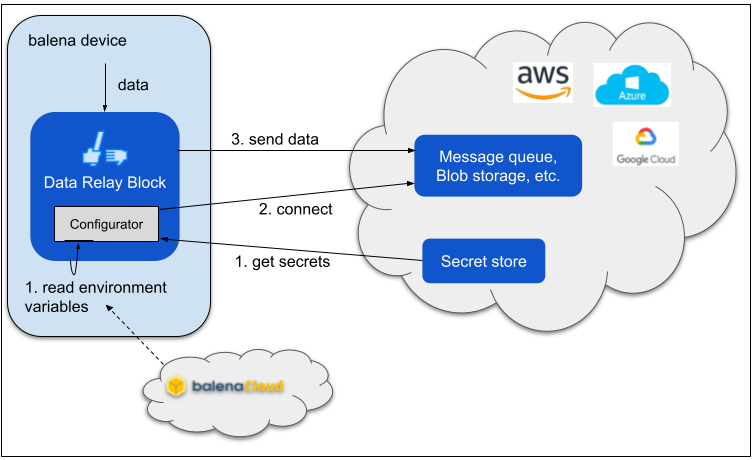 balena device
data
Data Relay Block
Configurator
1. read environment
variables
3. send data
2. connect
1. get secrets
aws
Azure
Google Cloud
Message queue,
Blob storage, etc.
Secret store
balenaCloud